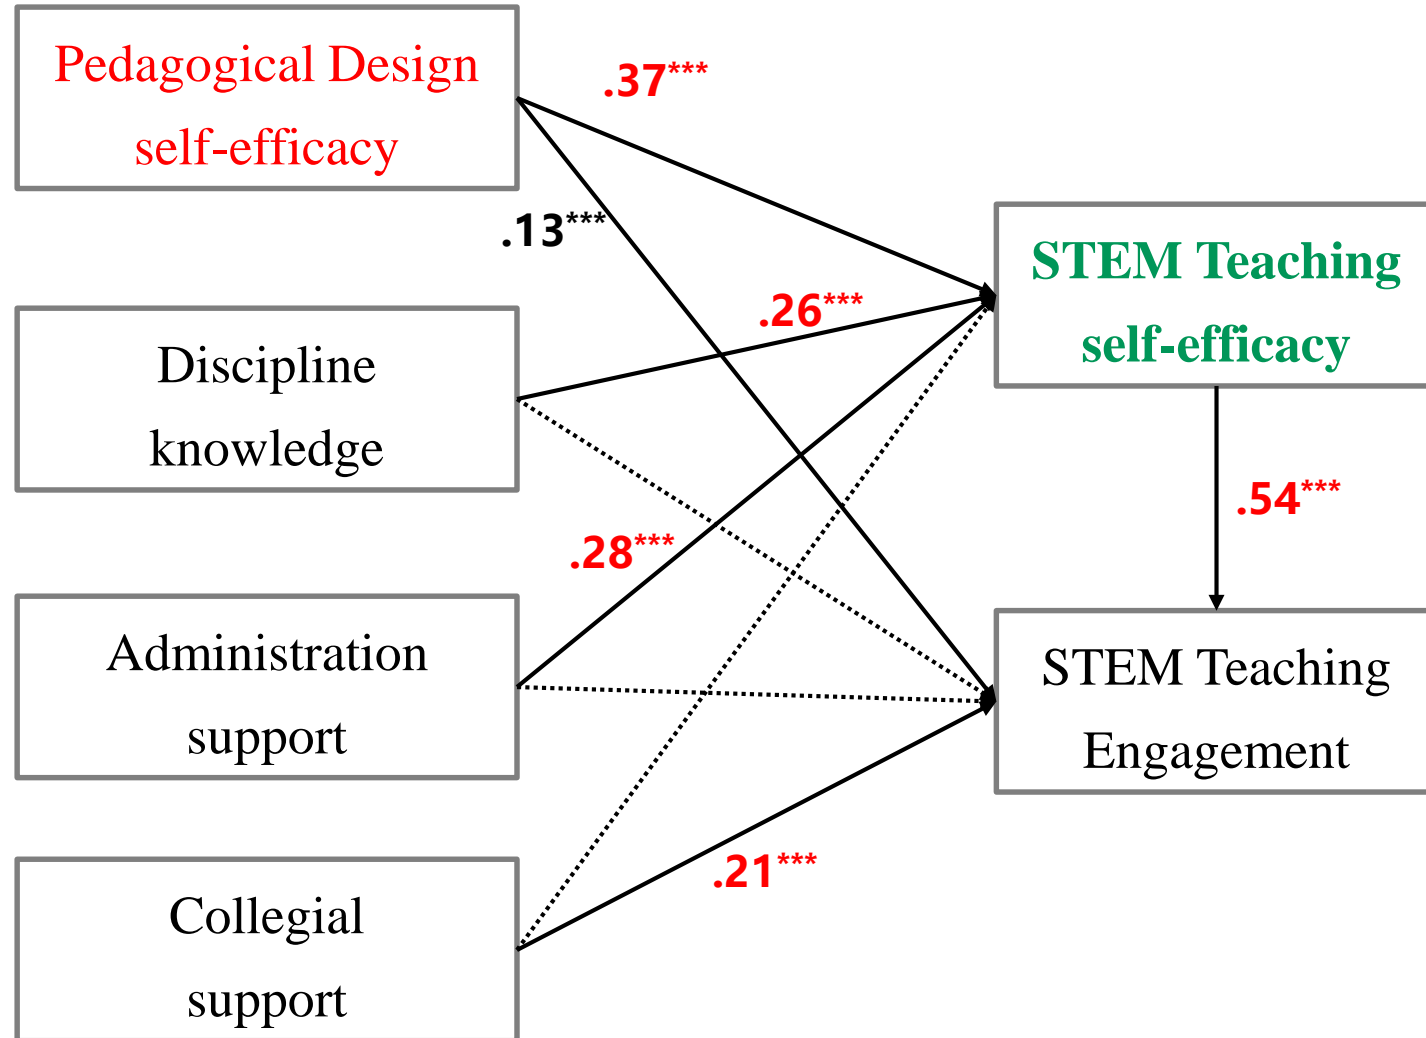 Pedagogical Design
self-efficacy
.37***
.13***
STEM Teaching
self-efficacy
.26***
Discipline
knowledge
.54***
.28***
Administration
support
STEM Teaching
Engagement
.21***
Collegial
support